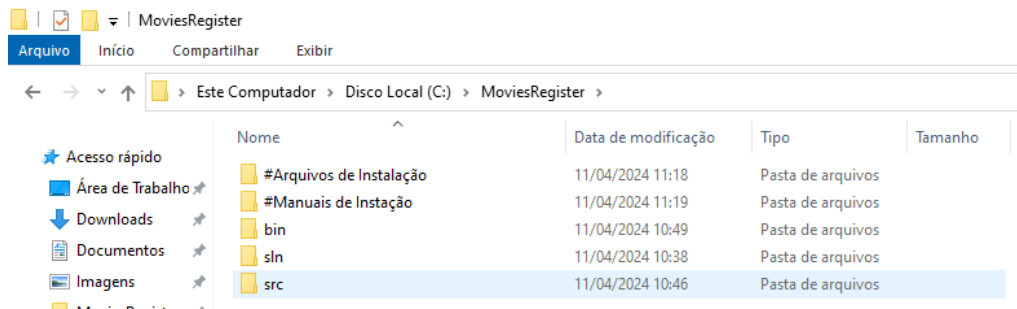 MoviesRegister
Arquivo Início Compartilhar Exibir
Este Computador > Disco Local (C:) > MoviesRegister >
Nome Data de modificação Tipo Tamanho
Acesso rápido
Área de Trabalho
Downloads
Documentos
Imagens
#Arquivos de Instalação 11/04/2024 11:18 Pasta de arquivos
#Manuais de Instação 11/04/2024 11:19 Pasta de arquivos
bin 11/04/2024 10:49 Pasta de arquivos
sln 11/04/2024 10:38 Pasta de arquivos
src 11/04/2024 10:46 Pasta de arquivos